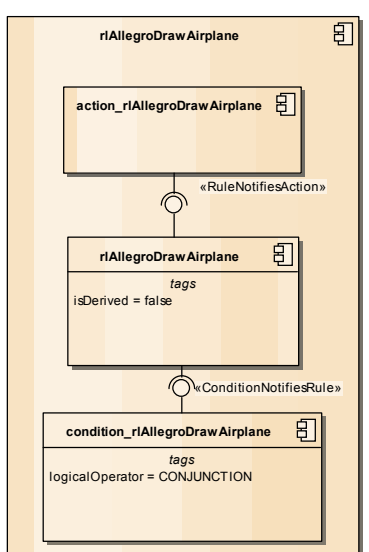 rlAllegroDrawAirplane
action_rlAllegroDrawAirplane
«RuleNotifiesAction»
rlAllegroDrawAirplane
tags
isDerived = false
«ConditionNotifiesRule»
condition_rlAllegroDrawAirplane
tags
logicalOperator = CONJUNCTION